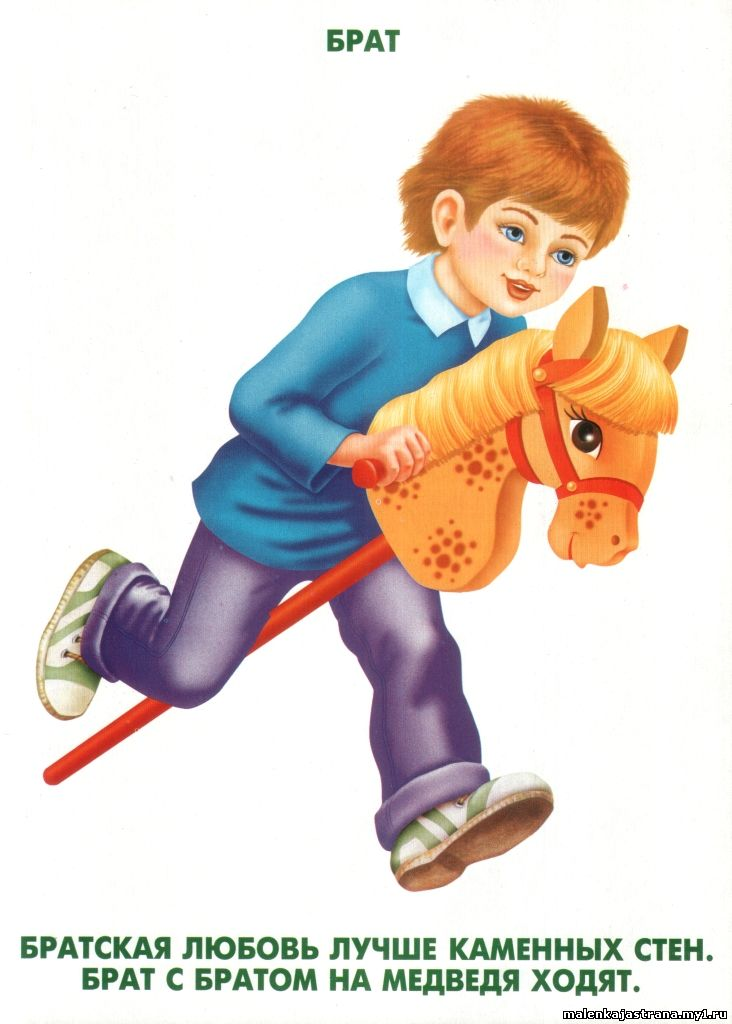 БРАТ
БРАТСКАЯ ЛЮБОВЬ ЛУЧШЕ КАМЕННЫХ СТЕН.
БРАТ С БРАТОМ НА МЕДВЕДЯ ХОДЯТ.
malenkajastrana.my1.ru